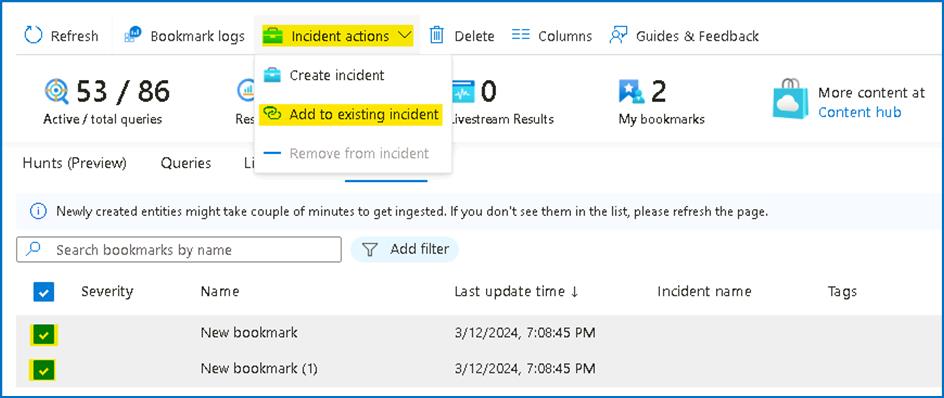 Refresh Bookmark logs Incident actions Delete Columns Guides & Feedback
Create incident
Add to existing incident
Remove from incident
53 / 86
Active / total queries
0
Livestream Results
2
My bookmarks
More content at
Content hub
Hunts (Preview) Queries
Newly created entities might take couple of minutes to get ingested. If you don't see them in the list, please refresh the page.
Search bookmarks by name Add filter
Severity Name Last update time ↓ Incident name Tags
New bookmark 3/12/2024, 7:08:45 PM
New bookmark (1) 3/12/2024, 7:08:45 PM